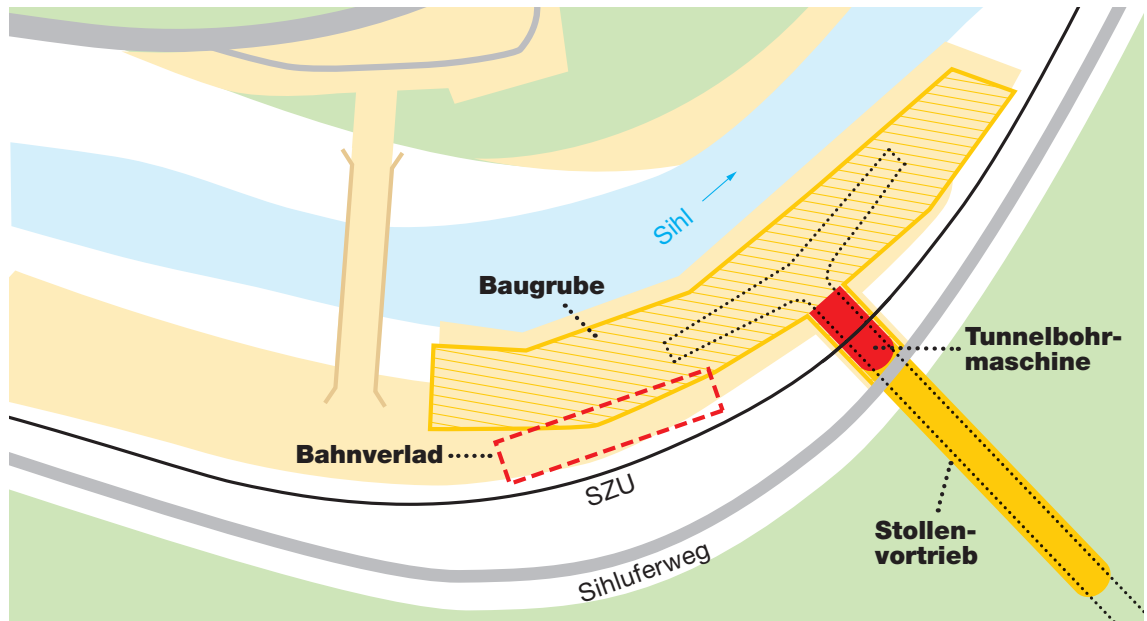 Sihl
Baugrube
Tunnelbohr-
maschine
Bahnverlad
SZU
Stollen-
vortrieb
Sihluferweg